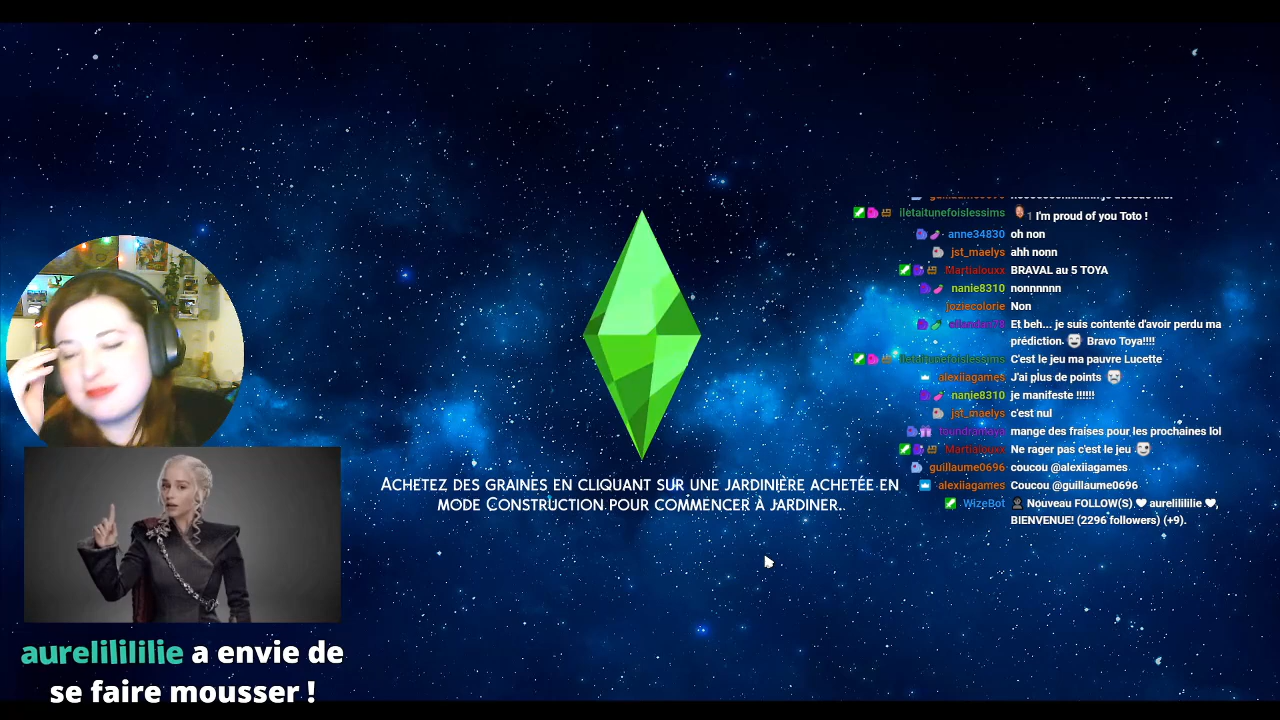 ACHETEZ DES GRAINES EN CLIQUANT SUR UNE JARDINIÈRE ACHETÉE EN
MODE CONSTRUCTION POUR COMMENCER À JARDINER.
iletaitunefoislessims 1 I'm proud of you Toto !
anne34830 oh non
jst_maelys ahh nonn
Martialouxx BRAVAL au 5 TOYA
nanie8310 nonnnnnn
joziecolorie Non
Et beh... je suis contente d'avoir perdu ma
prédiction. Bravo Toya!!!!
iletaitunefoislessims C'est le jeu ma pauvre Lucette
alexiiagames J'ai plus de points
nanie8310 je manifeste !!!!!!
jst_maelys c'est nul
mange des fraises pour les prochaines lol
Martialouxx Ne rager pas c'est le jeu
guillaume0696 coucou @alexiiagames
alexiiagames Coucou @guillaume0696
WizeBot Nouveau FOLLOW(S) ♥ aurelilililie ♥,
BIENVENUE! (2296 followers) (+9).
aurelilililie a envie de
se faire mousser !